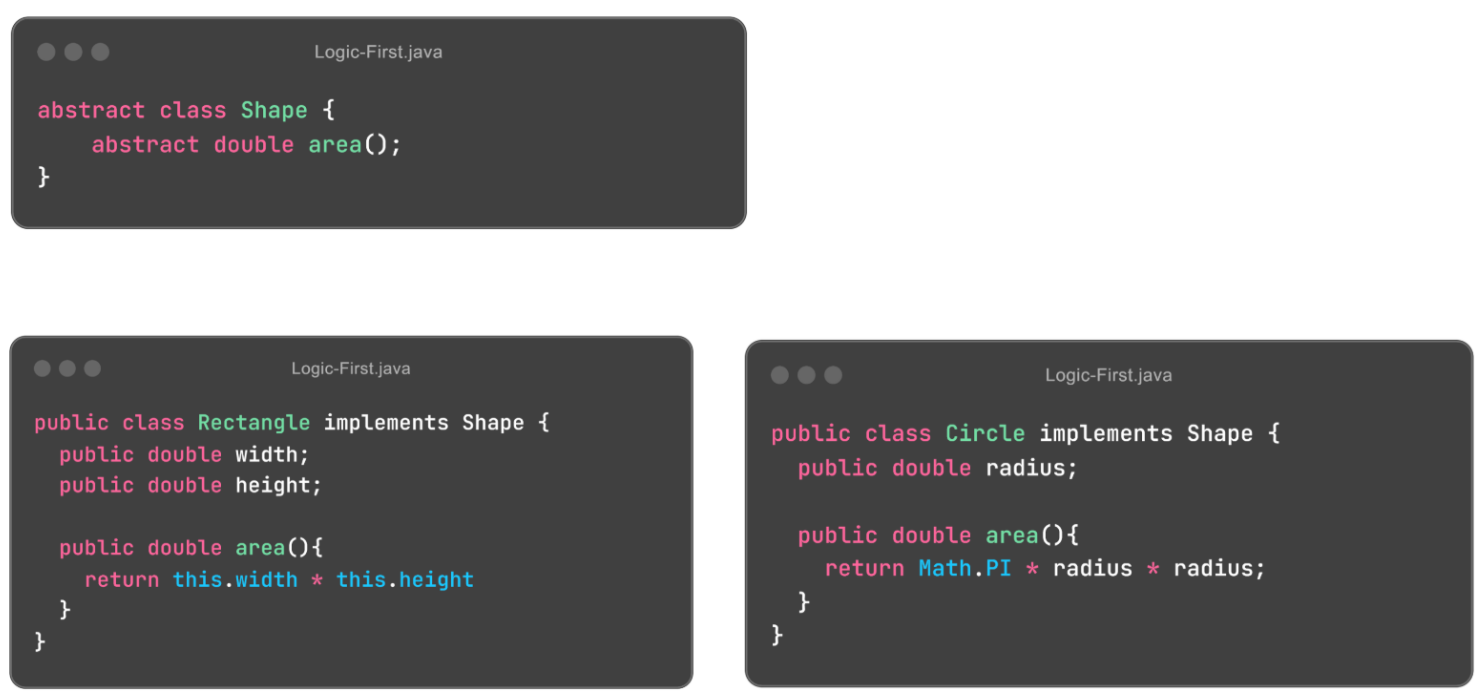 Logic-First.java
abstract class Shape {
    abstract double area();
}
Logic-First.java
public class Rectangle implements Shape {
  public double width;
  public double height;

  public double area(){
    return this.width * this.height
  }
}
Logic-First.java
public class Circle implements Shape {
  public double radius;

  public double area(){
    return Math.PI * radius * radius;
  }
}